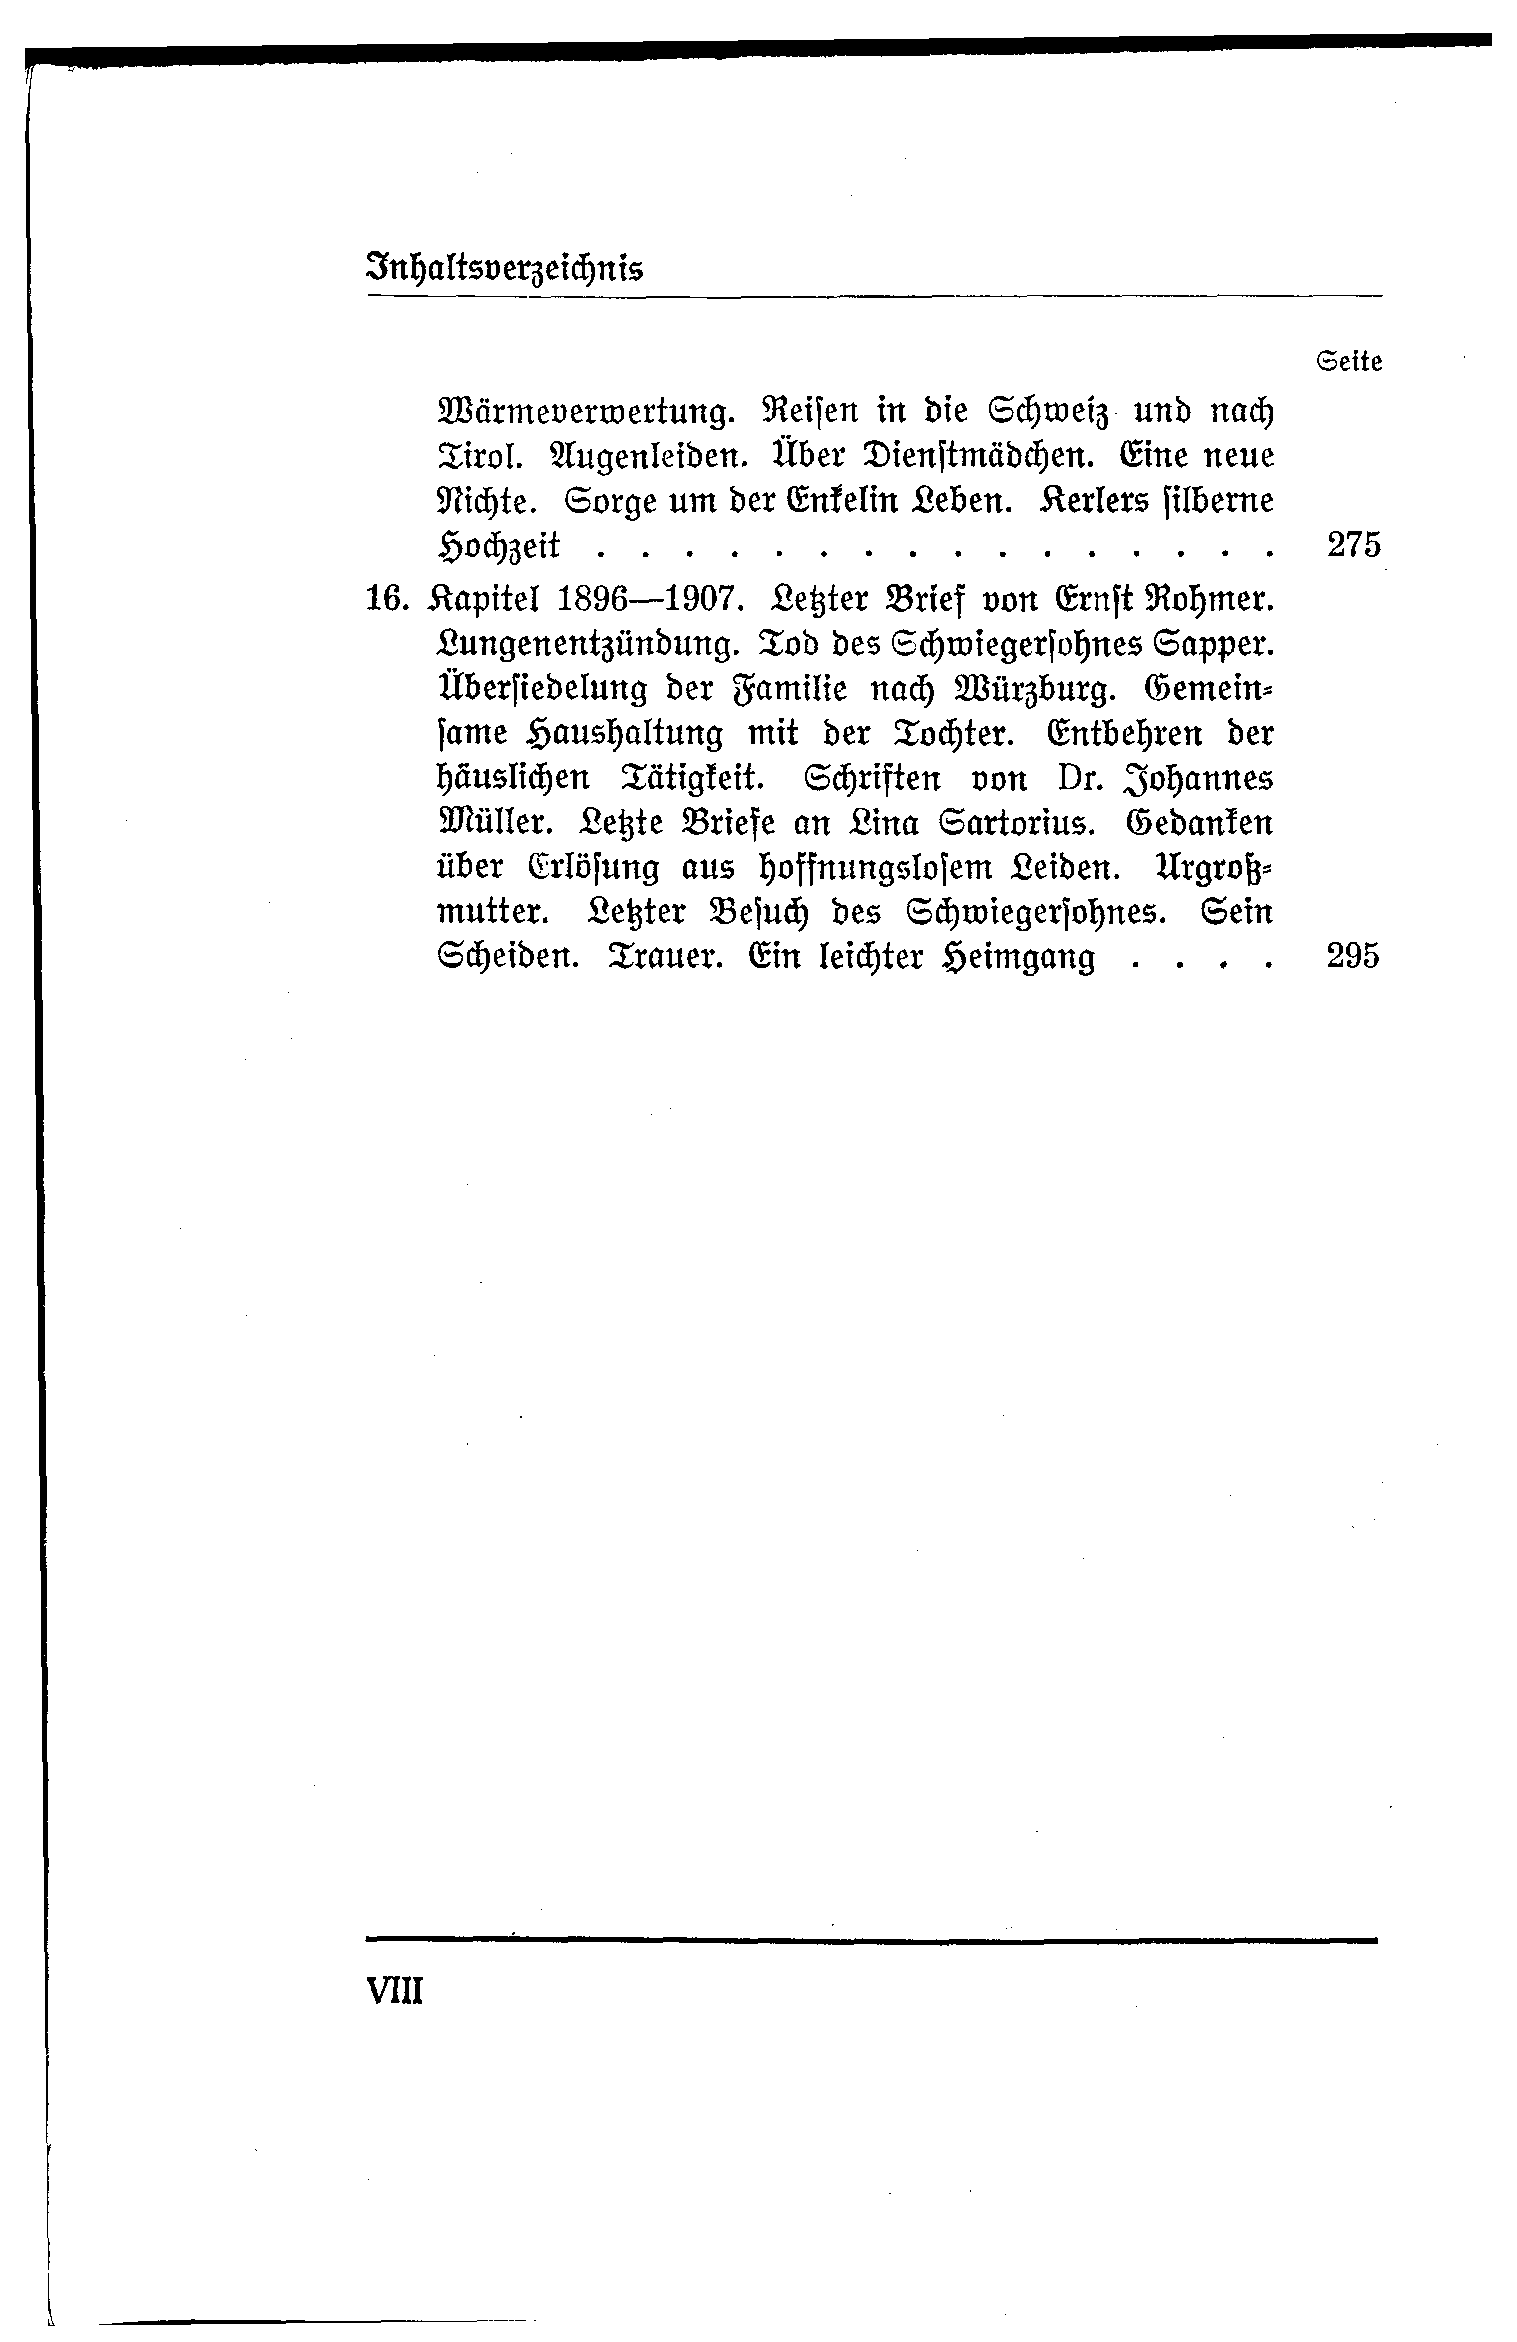 Inhaltsverzeichnis
Seite
Wärmeverwertung. Reisen in die Schweiz und nach
Tirol. Augenleiden. Über Dienstmädchen. Eine neue
Nichte. Sorge um der Enkelin Leben. Kerlers silberne
Hochzeit . . . . . . . . . . . . . . . . 275
16. Kapitel 1896—1907. Letzter Brief von Ernst Rohmer.
Lungenentzündung. Tod des Schwiegersohnes Sapper.
Übersiedelung der Familie nach Würzburg. Gemein-
same Haushaltung mit der Tochter. Entbehren der
häuslichen Tätigkeit. Schriften von Dr. Johannes
Müller. Letzte Briefe an Lina Sartorius. Gedanken
über Erlösung aus hoffnungslosem Leiden. Urgroß-
mutter. Letzter Besuch des Schwiegersohnes. Sein
Scheiden. Trauer. Ein leichter Heimgang . . . . 295
VIII